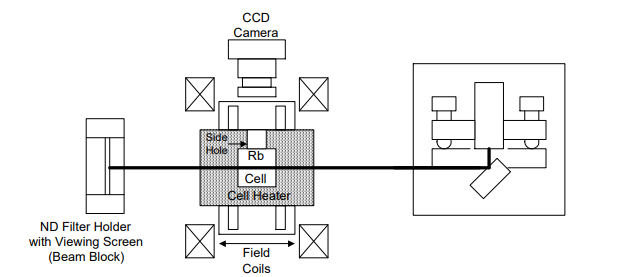 CCD
Camera
Side
Hole
Rb
Cell
Cell Heater
ND Filter Holder
with Viewing Screen
(Beam Block)
Field
Coils